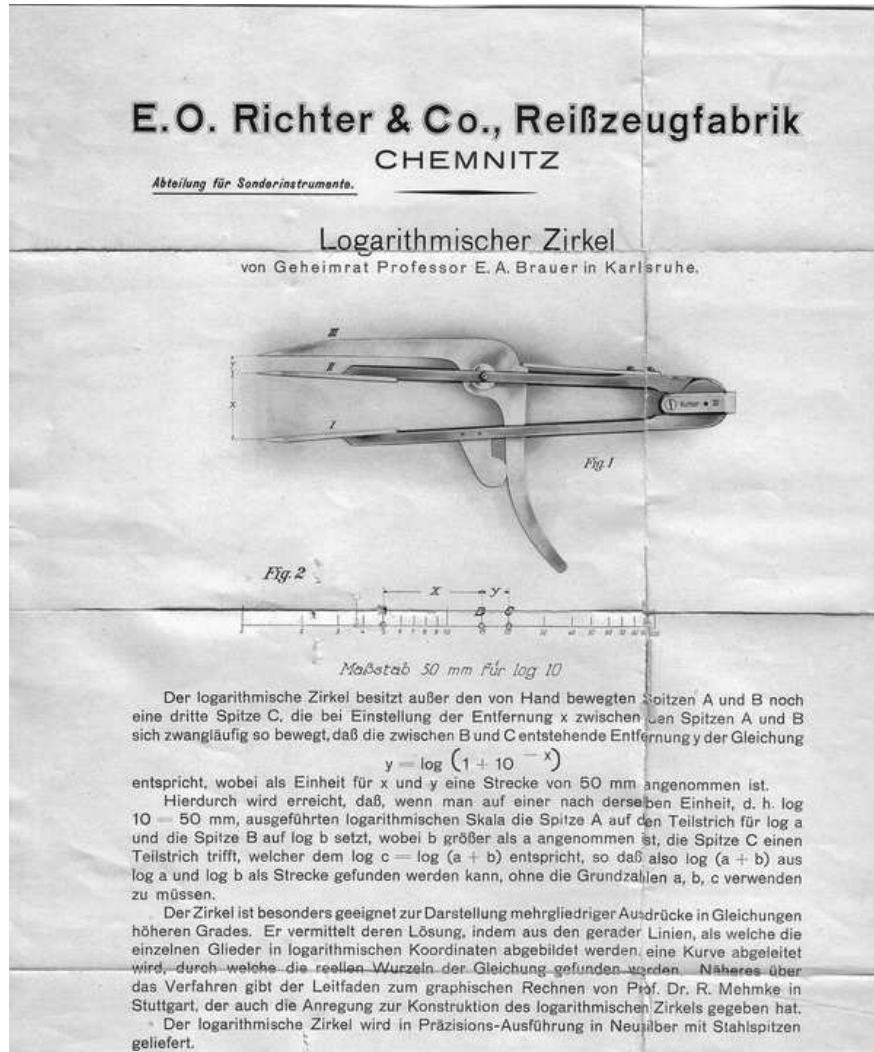 E.O. Richter & Co., Reißzeugfabrik
CHEMNITZ
Abteilung für Sonderinstrumente.
Logarithmischer Zirkel
von Geheimrat Professor E. A. Brauer in Karlsruhe.
III
II
Y
X
I
Richter
Fig. 1
Fig. 2
X Y
B C
Maßstab 50 mm für log 10
Der logarithmische Zirkel besitzt außer den von Hand bewegten Spitzen A und B noch
eine dritte Spitze C, die bei Einstellung der Entfernung x zwischen den Spitzen A und B
sich zwangläufig so bewegt, daß die zwischen B und C entstehende Entfernung y der Gleichung
y = log (1 + 10 ⁻ ˣ)
entspricht, wobei als Einheit für x und y eine Strecke von 50 mm angenommen ist.
Hierdurch wird erreicht, daß, wenn man auf einer nach derselben Einheit, d. h. log
10 = 50 mm, ausgeführten logarithmischen Skala die Spitze A auf den Teilstrich für log a
und die Spitze B auf log b setzt, wobei b größer als a angenommen ist, die Spitze C einen
Teilstrich trifft, welcher dem log c = log (a + b) entspricht, so daß also log (a + b) aus
log a und log b als Strecke gefunden werden kann, ohne die Grundzahlen a, b, c verwenden
zu müssen.
Der Zirkel ist besonders geeignet zur Darstellung mehrgliedriger Ausdrücke in Gleichungen
höheren Grades. Er vermittelt deren Lösung, indem aus den gerader Linien, als welche die
einzelnen Glieder in logarithmischen Koordinaten abgebildet werden, eine Kurve abgeleitet
wird, durch welche die reellen Wurzeln der Gleichung gefunden werden. Näheres über
das Verfahren gibt der Leitfaden zum graphischen Rechnen von Prof. Dr. R. Mehmke in
Stuttgart, der auch die Anregung zur Konstruktion des logarithmischen Zirkels gegeben hat.
Der logarithmische Zirkel wird in Präzisions-Ausführung in Neusilber mit Stahlspitzen
geliefert.